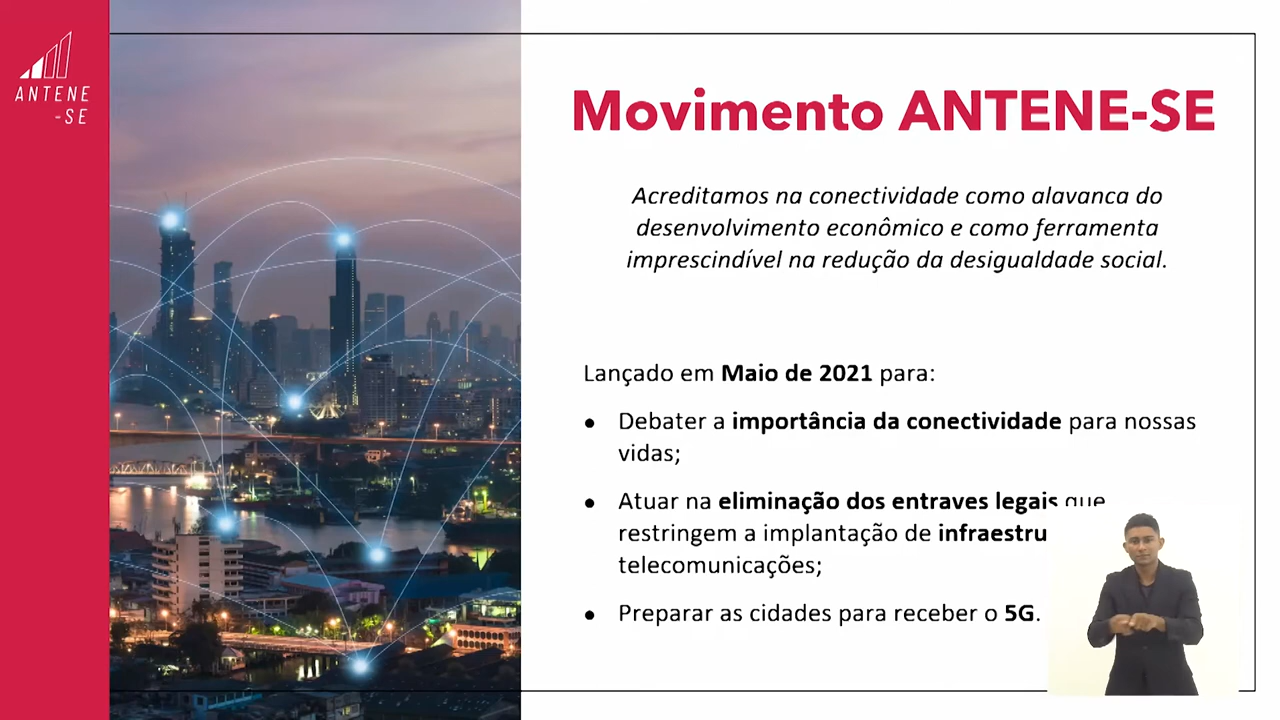 ANTENE
-SE
Movimento ANTENE-SE
Acreditamos na conectividade como alavanca do
desenvolvimento econômico e como ferramenta
imprescindível na redução da desigualdade social.
Lançado em Maio de 2021 para:
• Debater a importância da conectividade para nossas
vidas;
• Atuar na eliminação dos entraves legais que
restringem a implantação de infraestru
telecomunicações;
• Preparar as cidades para receber o 5G.